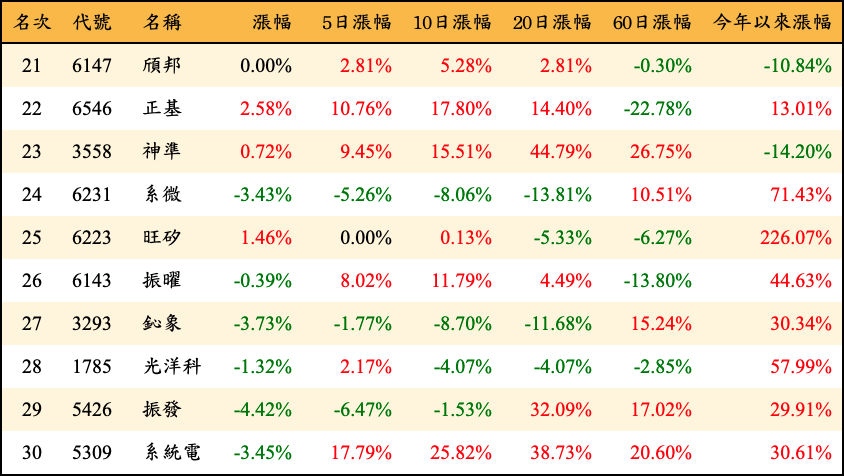 名次 代號 名稱 漲幅 5日漲幅 10日漲幅 20日漲幅 60日漲幅 今年以來漲幅
21 6147 頎邦 0.00% 2.81% 5.28% 2.81% -0.30% -10.84%
22 6546 正基 2.58% 10.76% 17.80% 14.40% -22.78% 13.01%
23 3558 神準 0.72% 9.45% 15.51% 44.79% 26.75% -14.20%
24 6231 系微 -3.43% -5.26% -8.06% -13.81% 10.51% 71.43%
25 6223 旺矽 1.46% 0.00% 0.13% -5.33% -6.27% 226.07%
26 6143 振曜 -0.39% 8.02% 11.79% 4.49% -13.80% 44.63%
27 3293 鈊象 -3.73% -1.77% -8.70% -11.68% 15.24% 30.34%
28 1785 光洋科 -1.32% 2.17% -4.07% -4.07% -2.85% 57.99%
29 5426 振發 -4.42% -6.47% -1.53% 32.09% 17.02% 29.91%
30 5309 系統電 -3.45% 17.79% 25.82% 38.73% 20.60% 30.61%